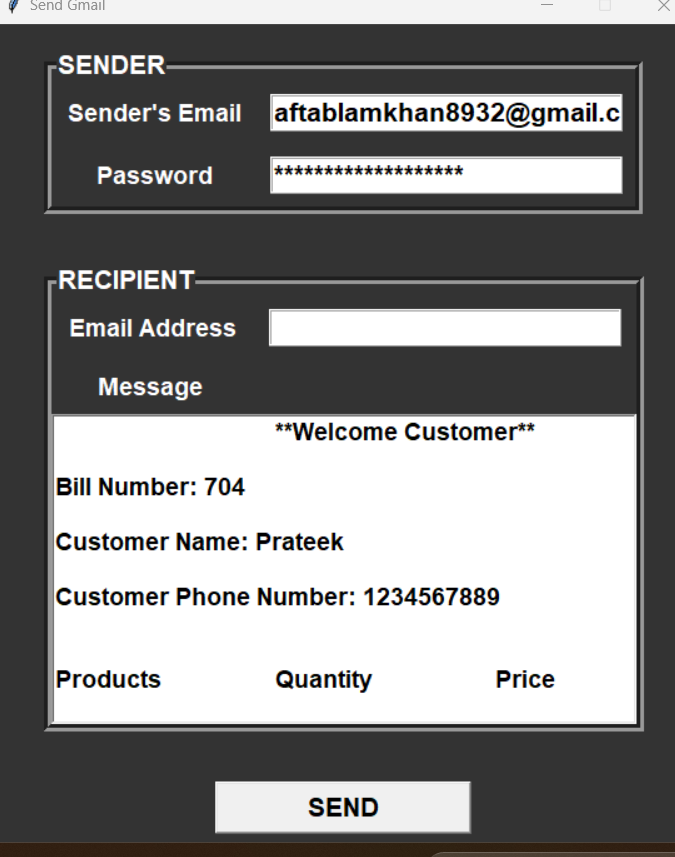 Send Gmail
SENDER
Sender's Email aftablamkhan8932@gmail.c
Password *******************
RECIPIENT
Email Address
Message
**Welcome Customer**
Bill Number: 704
Customer Name: Prateek
Customer Phone Number: 1234567889
Products Quantity Price
SEND